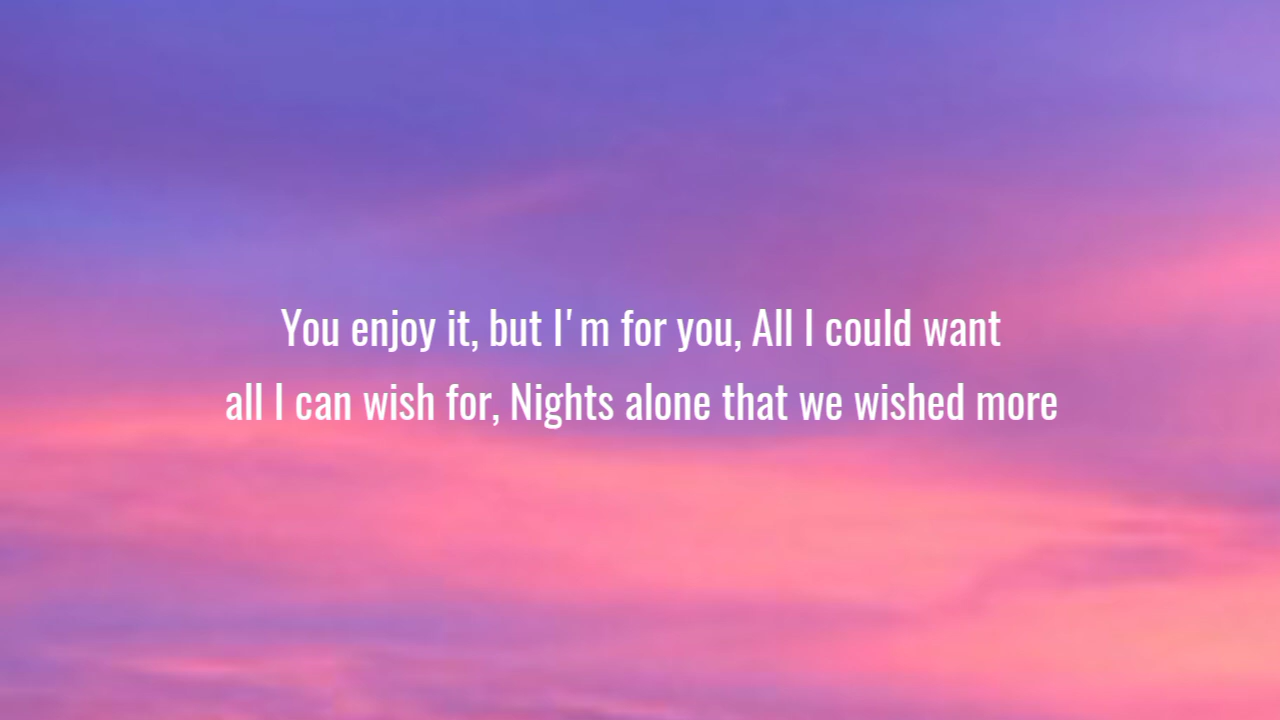 You enjoy it, but I'm for you, All I could want
all I can wish for, Nights alone that we wished more